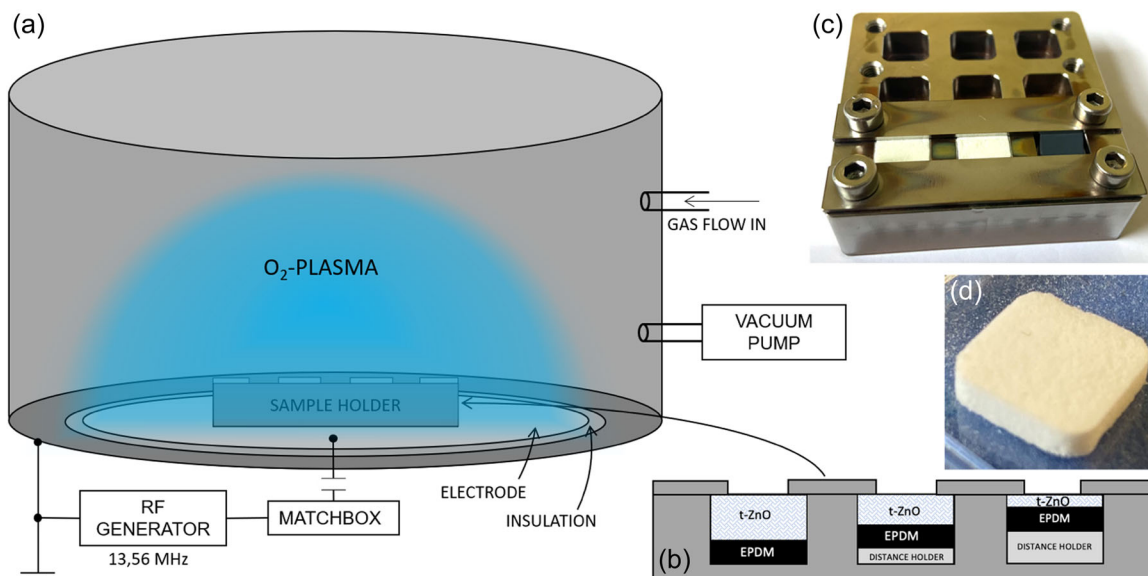 (a)
O₂-PLASMA
GAS FLOW IN
VACUUM
PUMP
SAMPLE HOLDER
ELECTRODE
INSULATION
RF
GENERATOR
MATCHBOX
13,56 MHz
(c)
(d)
t-ZnO
EPDM
t-ZnO
EPDM
DISTANCE HOLDER
t-ZnO
EPDM
DISTANCE HOLDER
(b)